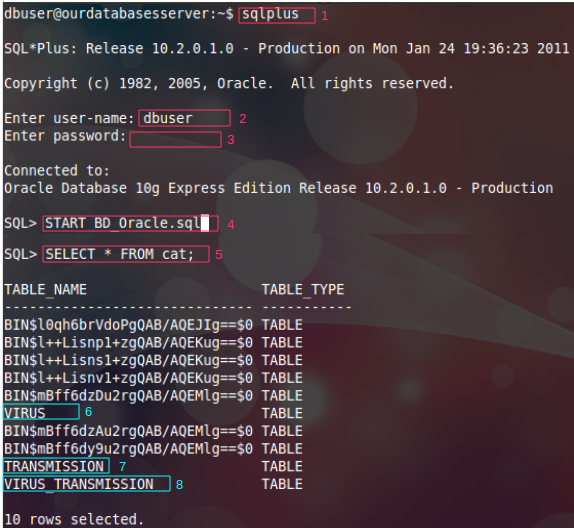 dbuser@ourdatabasesserver:~$ sqlplus 1
SQL*Plus: Release 10.2.0.1.0 - Production on Mon Jan 24 19:36:23 2011
Copyright (c) 1982, 2005, Oracle.  All rights reserved.
Enter user-name: dbuser 2
Enter password: 3
Connected to:
Oracle Database 10g Express Edition Release 10.2.0.1.0 - Production
SQL> START BD_Oracle.sql 4
SQL> SELECT * FROM cat; 5
TABLE_NAME TABLE_TYPE
------------------------------ -----------
BIN$l0qh6brVdoPgQAB/AQEJIg==$0 TABLE
BIN$l++Lisnp1+zgQAB/AQEKug==$0 TABLE
BIN$l++Lisns1+zgQAB/AQEKug==$0 TABLE
BIN$l++Lisnv1+zgQAB/AQEKug==$0 TABLE
BIN$mBff6dzDu2rgQAB/AQEMlg==$0 TABLE
VIRUS 6 TABLE
BIN$mBff6dzAu2rgQAB/AQEMlg==$0 TABLE
BIN$mBff6dy9u2rgQAB/AQEMlg==$0 TABLE
TRANSMISSION 7 TABLE
VIRUS_TRANSMISSION 8 TABLE
10 rows selected.